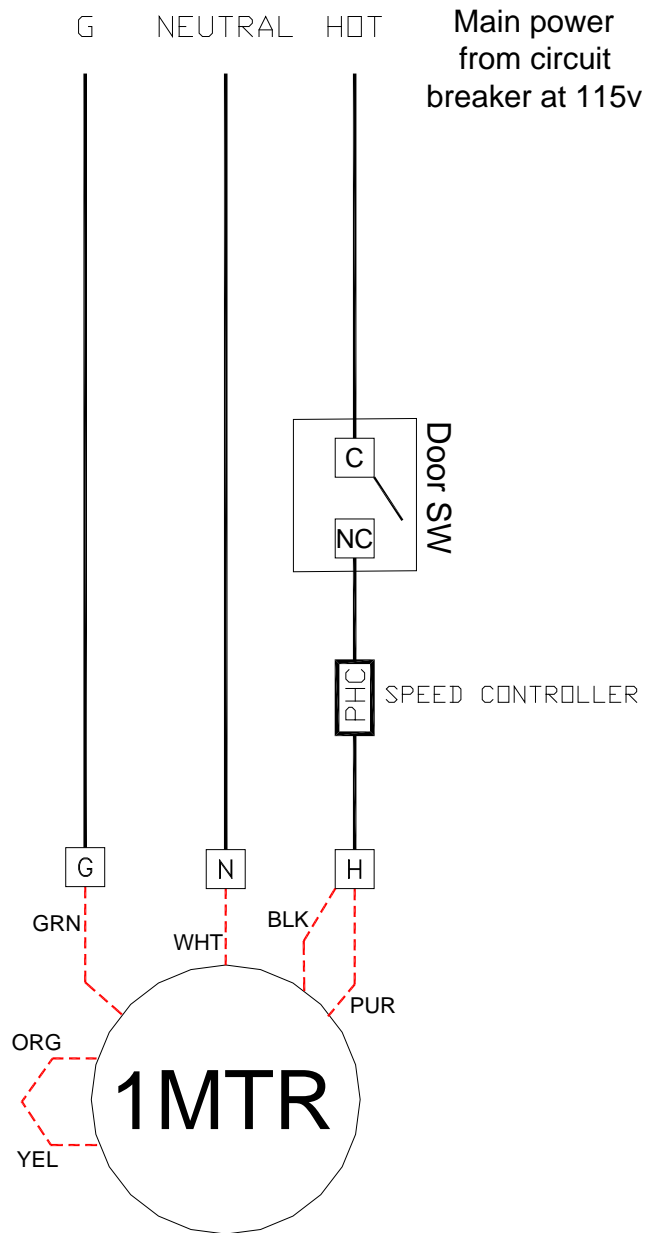 G NEUTRAL HOT
Main power
from circuit
breaker at 115v
C
Door SW
NC
PHC
SPEED CONTROLLER
G N H
GRN
WHT
BLK
PUR
ORG
1MTR
YEL